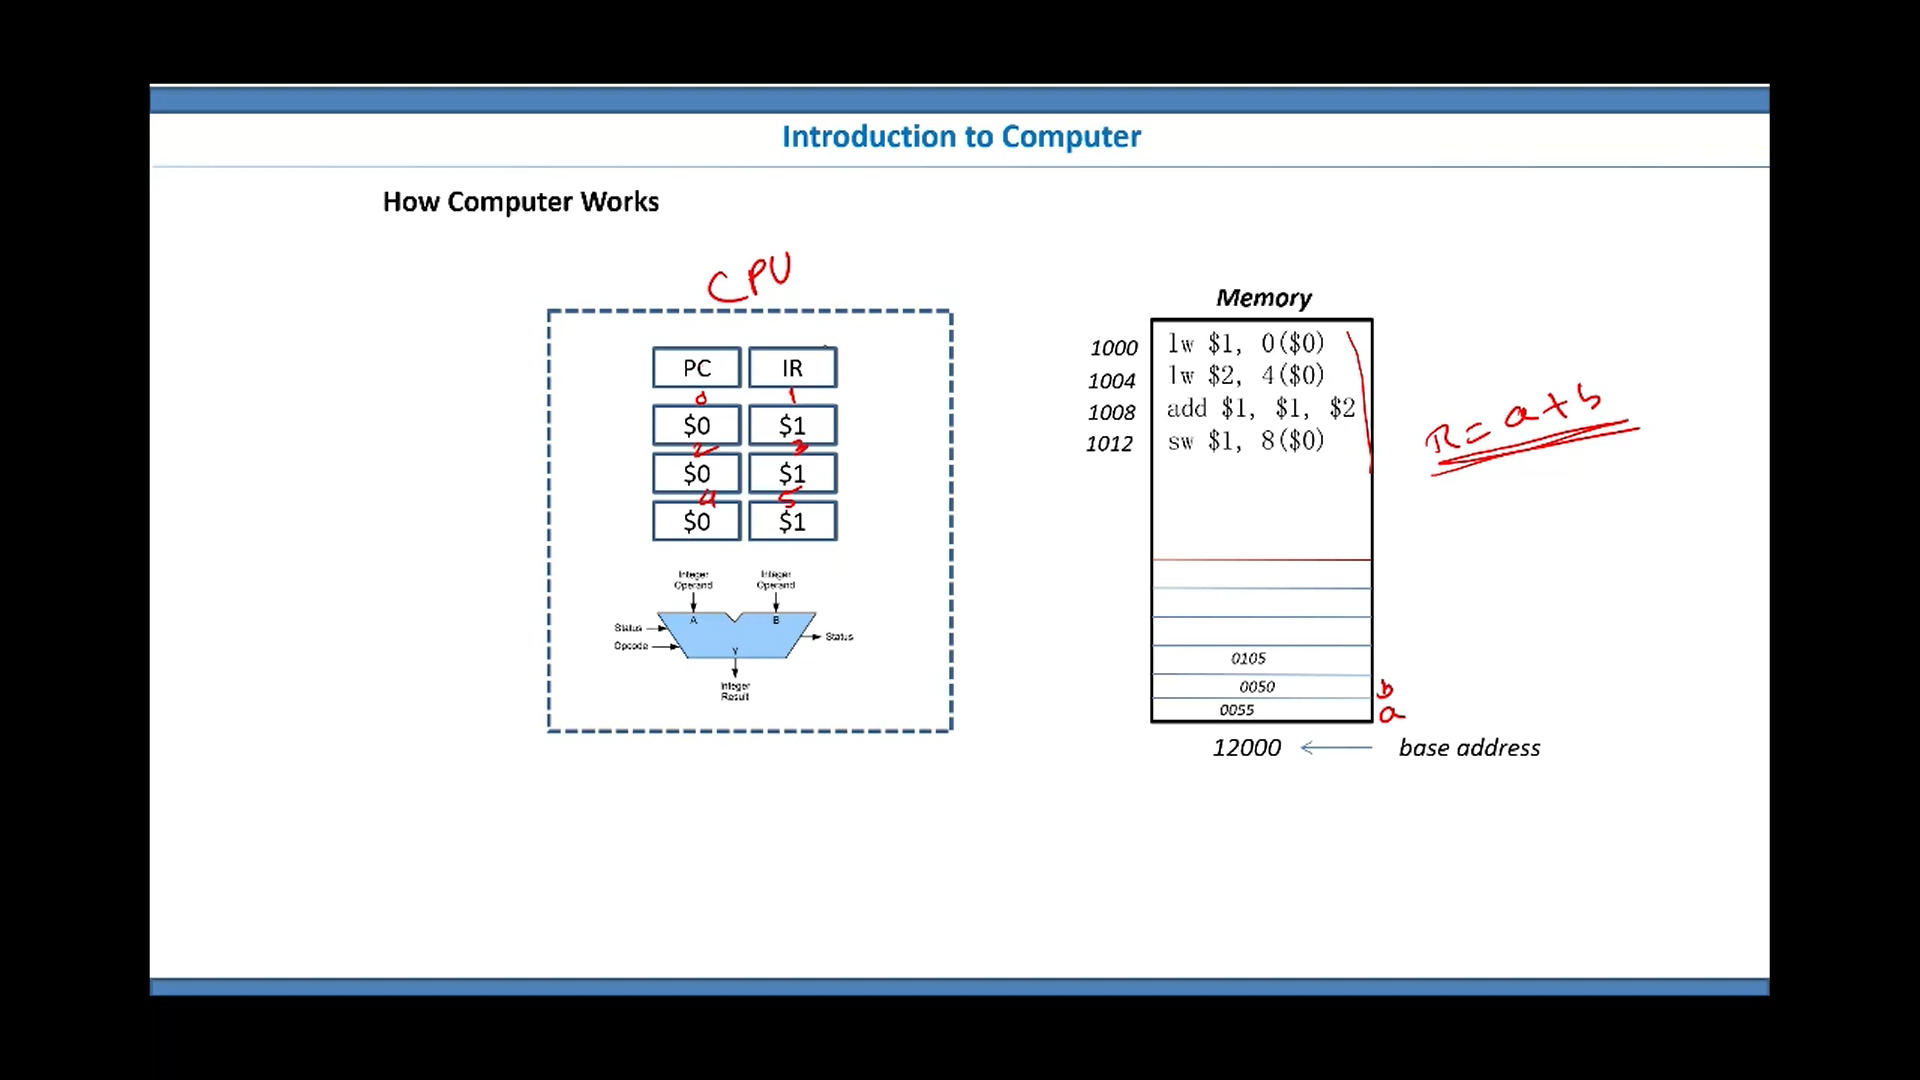 Introduction to Computer
How Computer Works
CPU
PC IR
0 1
$0 $1
2 3
$0 $1
4 5
$0 $1
Integer Operand
Integer Operand
A B
Status
Opcode
Status
Y
Integer Result
Memory
1000 lw $1, 0($0)
1004 lw $2, 4($0)
1008 add $1, $1, $2
1012 sw $1, 8($0)
R = a + b
0105
0050 b
0055 a
12000 base address